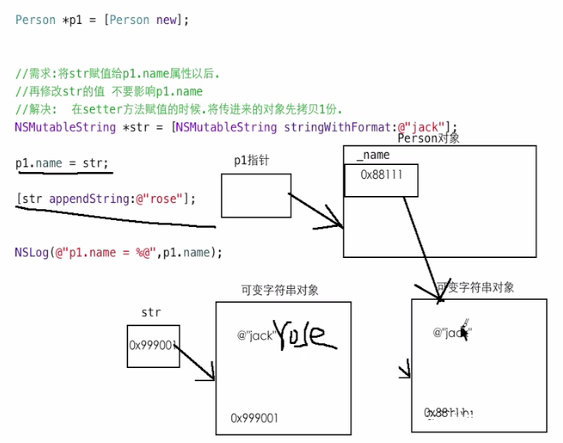 Person *p1 = [Person new];
//需求:将str赋值给p1.name属性以后.
//再修改str的值 不要影响p1.name
//解决: 在setter方法赋值的时候.将传进来的对象先拷贝1份.
NSMutableString *str = [NSMutableString stringWithFormat:@"jack"];
Person对象
p1.name = str;
p1指针
_name
0x88111
[str appendString:@"rose"];
NSLog(@"p1.name = %@",p1.name);
可变字符串对象
可变字符串对象
str
@"jack" rose
@"jack"
0x999001
0x999001